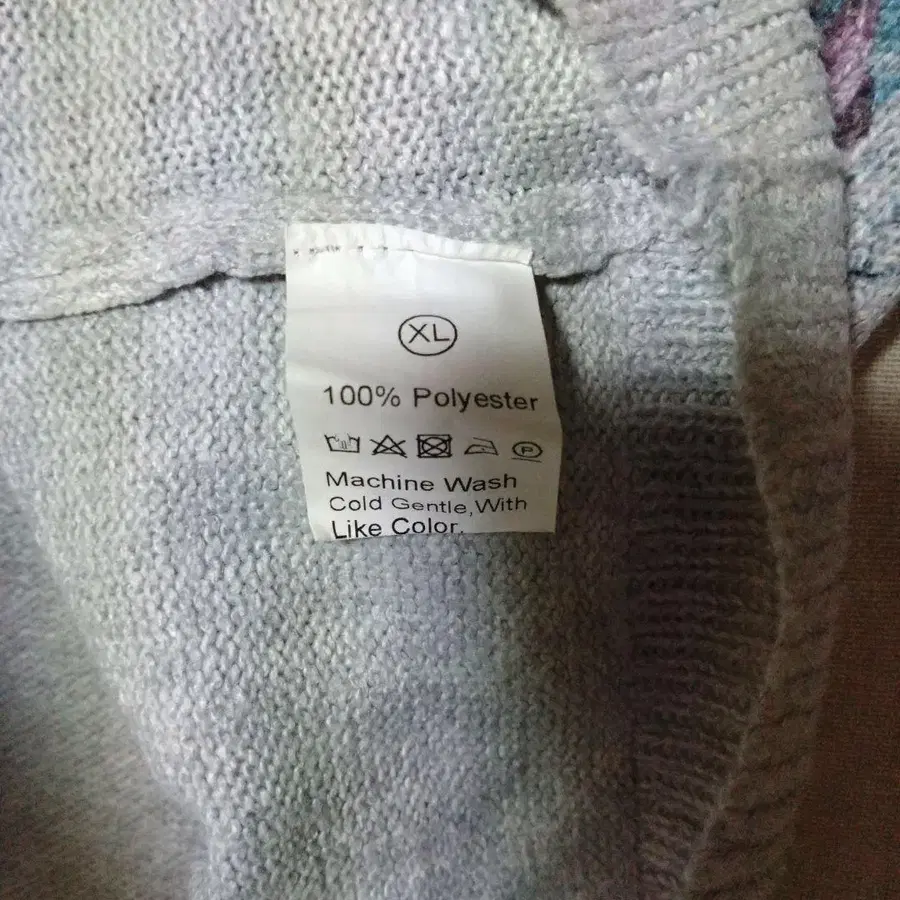 XL
100% Polyester
P
Machine Wash
Cold Gentle,With
Like Color.